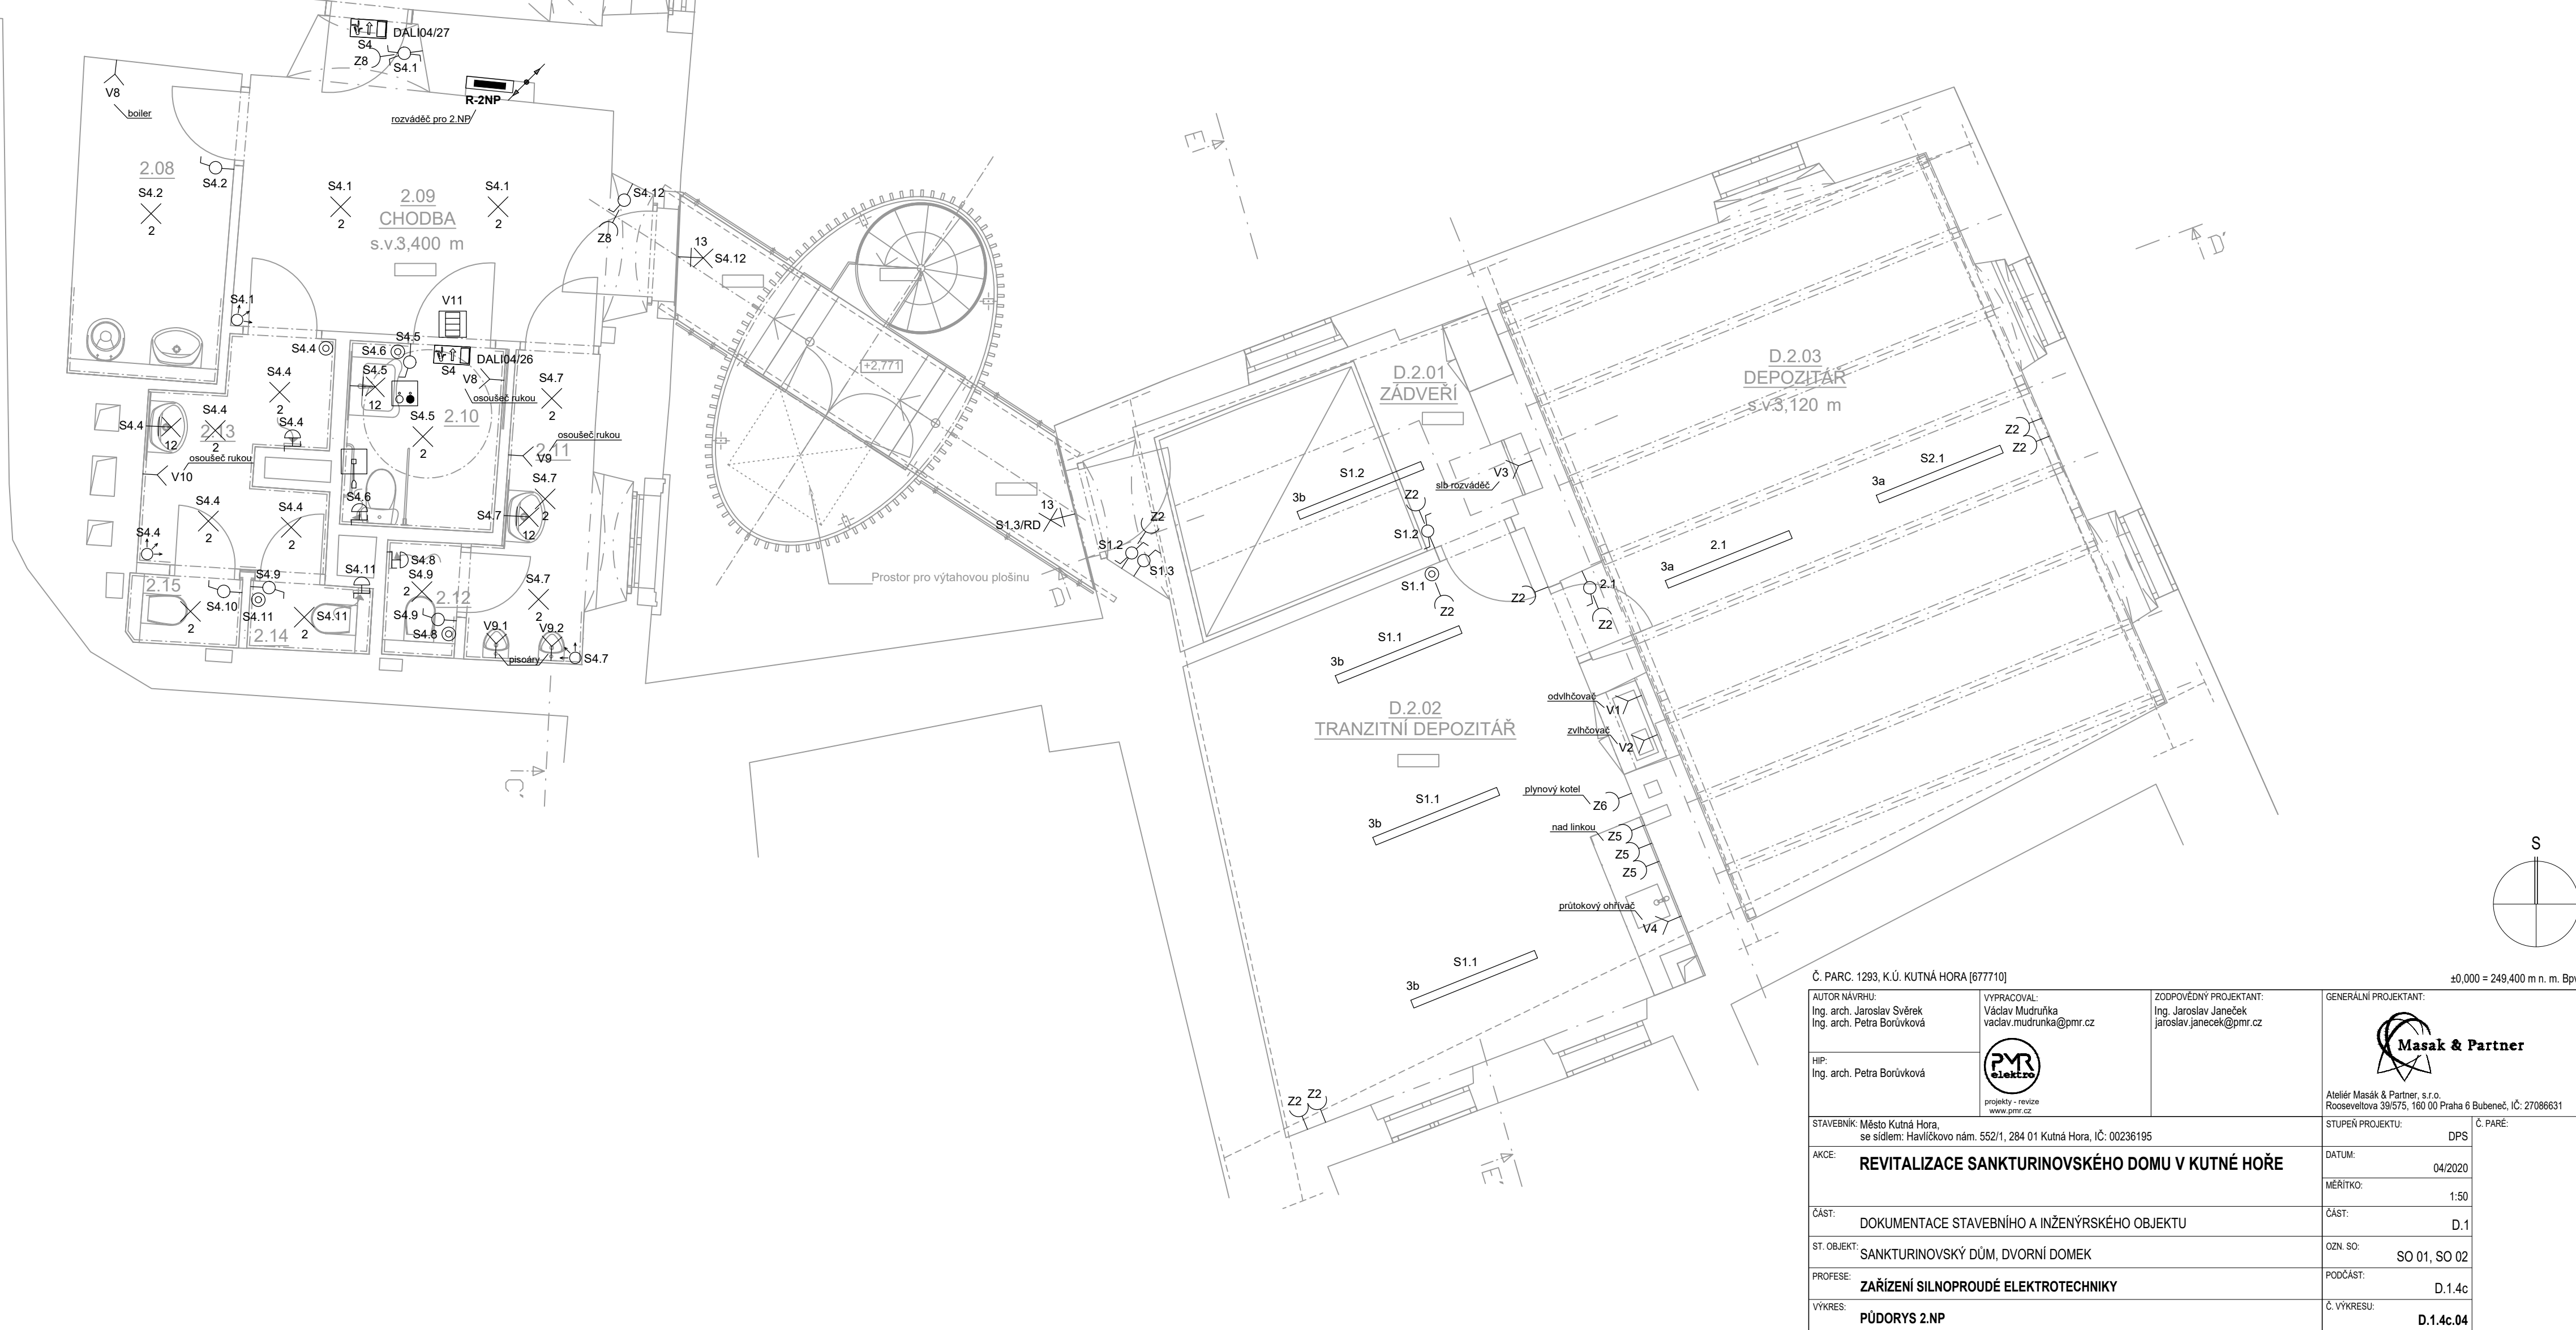 DALI04/27
S4
Z8
S4.1
V8
boiler
R-2NP
rozváděč pro 2.NP
2.08
S4.2
S4.2
2
S4.1
2
2.09
CHODBA
s.v.3,400 m
S4.1
2
S4.12
Z8
13
S4.12
S4.1
V11
S4.5
S4.4
S4.6
DALI04/26
S4
V8
osoušeč rukou
S4.5
12
S4.4
2
S4.5
2
2.10
S4.7
2
osoušeč rukou
2.11
V9
S4.4
S4.4
12
2.13
2
S4.4
osoušeč rukou
V10
S4.6
S4.7
2
S4.7
12
S4.4
2
S4.4
2
S4.4
2.15
S4.10
2
S4.9
S4.11
2.14
2
S4.11
S4.11
S4.8
S4.9
2
2.12
S4.9
S4.8
S4.7
2
V9.1
V9.2
pisoáry
S4.7
C'
+2,771
Prostor pro výtahovou plošinu
13
S1.3/RD
D
S1.2
S1.3
Z2
E
D'
D.2.01
ZÁDVEŘÍ
S1.2
3b
V3
slb rozváděč
Z2
S1.2
S1.1
Z2
Z2
2.1
Z2
D.2.03
DEPOZITÁŘ
s.v.3,120 m
Z2
Z2
S2.1
3a
2.1
3a
S1.1
3b
D.2.02
TRANZITNÍ DEPOZITÁŘ
odvlhčovač
V1
zvlhčovač
V2
plynový kotel
Z6
nad linkou
Z5
Z5
Z5
S1.1
3b
průtokový ohřívač
V4
S1.1
3b
Z2
Z2
E'
S
Č. PARC. 1293, K.Ú. KUTNÁ HORA [677710]
±0,000 = 249,400 m n. m. Bpv
AUTOR NÁVRHU:
Ing. arch. Jaroslav Svěrek
Ing. arch. Petra Borůvková
HIP:
Ing. arch. Petra Borůvková
VYPRACOVAL:
Václav Mudruňka
vaclav.mudrunka@pmr.cz
PMR
elektro
projekty - revize
www.pmr.cz
ZODPOVĚDNÝ PROJEKTANT:
Ing. Jaroslav Janeček
jaroslav.janecek@pmr.cz
GENERÁLNÍ PROJEKTANT:
Masak & Partner
Ateliér Masák & Partner, s.r.o.
Rooseveltova 39/575, 160 00 Praha 6 Bubeneč, IČ: 27086631
STAVEBNÍK: Město Kutná Hora,
se sídlem: Havlíčkovo nám. 552/1, 284 01 Kutná Hora, IČ: 00236195
STUPEŇ PROJEKTU:
DPS
Č. PARÉ:
AKCE: REVITALIZACE SANKTURINOVSKÉHO DOMU V KUTNÉ HOŘE
DATUM:
04/2020
MĚŘÍTKO:
1:50
ČÁST: DOKUMENTACE STAVEBNÍHO A INŽENÝRSKÉHO OBJEKTU
ČÁST:
D.1
ST. OBJEKT: SANKTURINOVSKÝ DŮM, DVORNÍ DOMEK
OZN. SO:
SO 01, SO 02
PROFESE: ZAŘÍZENÍ SILNOPROUDÉ ELEKTROTECHNIKY
PODČÁST:
D.1.4c
VÝKRES: PŮDORYS 2.NP
Č. VÝKRESU:
D.1.4c.04